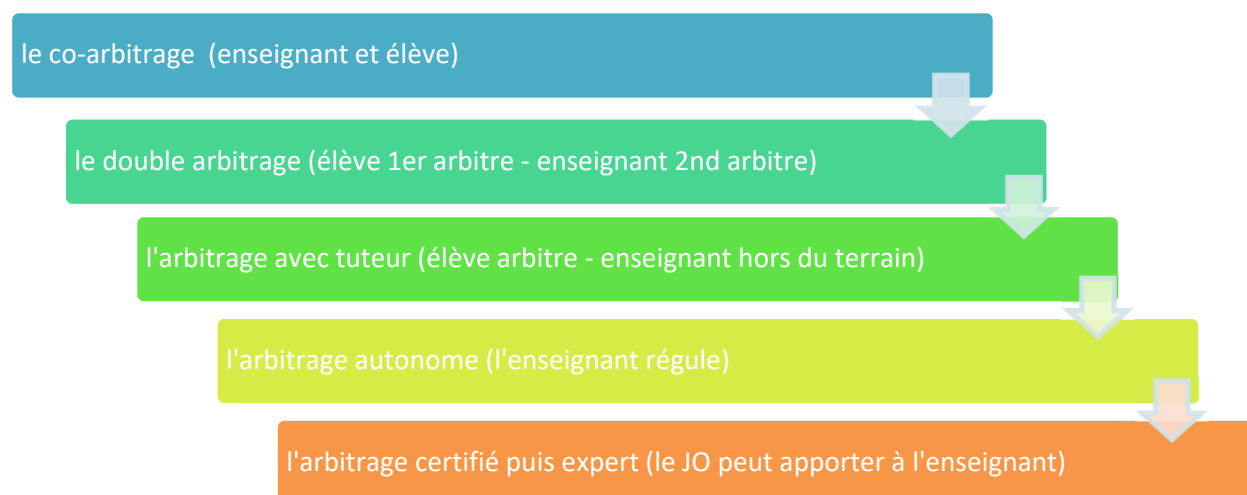 le co-arbitrage  (enseignant et élève)
le double arbitrage (élève 1er arbitre - enseignant 2nd arbitre)
l'arbitrage avec tuteur (élève arbitre - enseignant hors du terrain)
l'arbitrage autonome (l'enseignant régule)
l'arbitrage certifié puis expert (le JO peut apporter à l'enseignant)